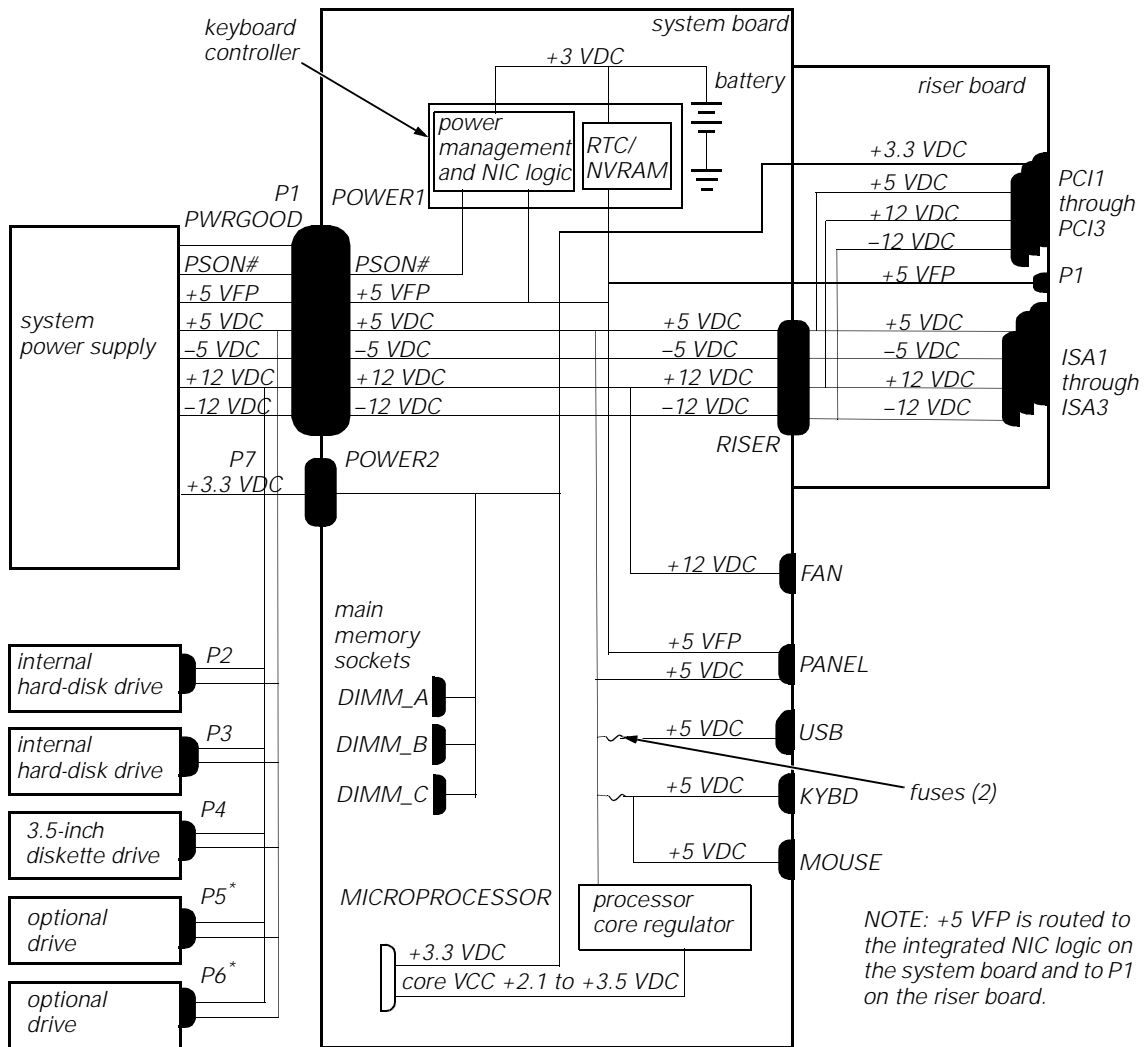 system board
keyboard
controller
+3 VDC
battery
riser board
power
management
and NIC logic
RTC/
NVRAM
+3.3 VDC
+5 VDC
+12 VDC
–12 VDC
+5 VFP
PCI1
through
PCI3
P1
P1
PWRGOOD
POWER1
PSON#
+5 VFP
+5 VDC
–5 VDC
+12 VDC
–12 VDC
system
power supply
PSON#
+5 VFP
+5 VDC
–5 VDC
+12 VDC
–12 VDC
+5 VDC
–5 VDC
+12 VDC
–12 VDC
RISER
+5 VDC
–5 VDC
+12 VDC
–12 VDC
ISA1
through
ISA3
P7
+3.3 VDC
POWER2
+12 VDC
FAN
main
memory
sockets
DIMM_A
DIMM_B
DIMM_C
+5 VFP
+5 VDC
PANEL
+5 VDC
USB
+5 VDC
KYBD
fuses (2)
+5 VDC
MOUSE
internal
hard-disk drive
P2
internal
hard-disk drive
P3
3.5-inch
diskette drive
P4
optional
drive
P5*
optional
drive
P6*
MICROPROCESSOR
processor
core regulator
+3.3 VDC
core VCC +2.1 to +3.5 VDC
NOTE: +5 VFP is routed to
the integrated NIC logic on
the system board and to P1
on the riser board.